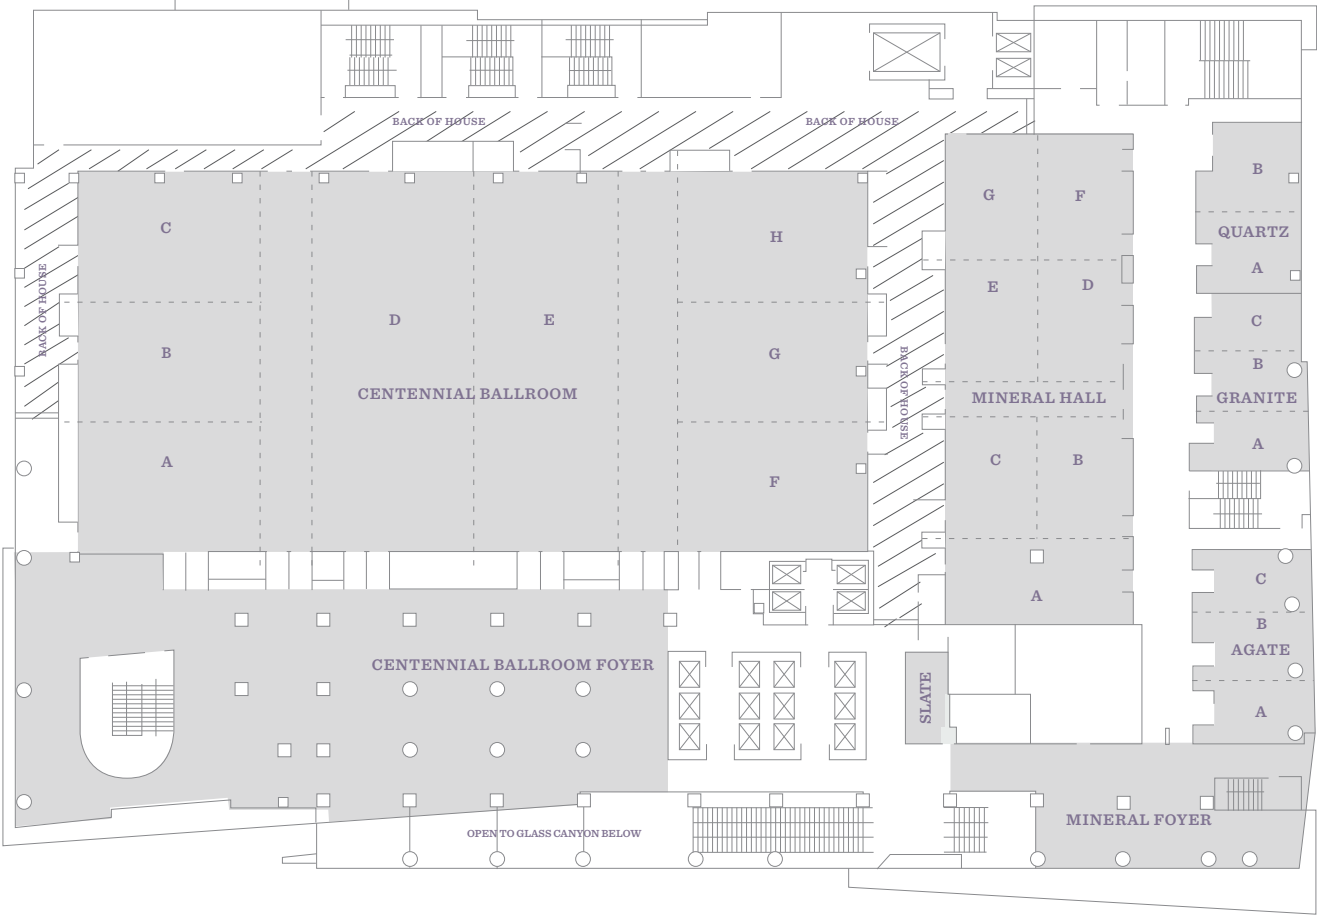 BACK OF HOUSE
BACK OF HOUSE
BACK OF HOUSE
BACK OF HOUSE
C
B
A
D
E
CENTENNIAL BALLROOM
H
G
F
G
F
E
D
MINERAL HALL
C
B
A
B
QUARTZ
A
C
B
GRANITE
A
C
B
AGATE
A
CENTENNIAL BALLROOM FOYER
SLATE
OPEN TO GLASS CANYON BELOW
MINERAL FOYER